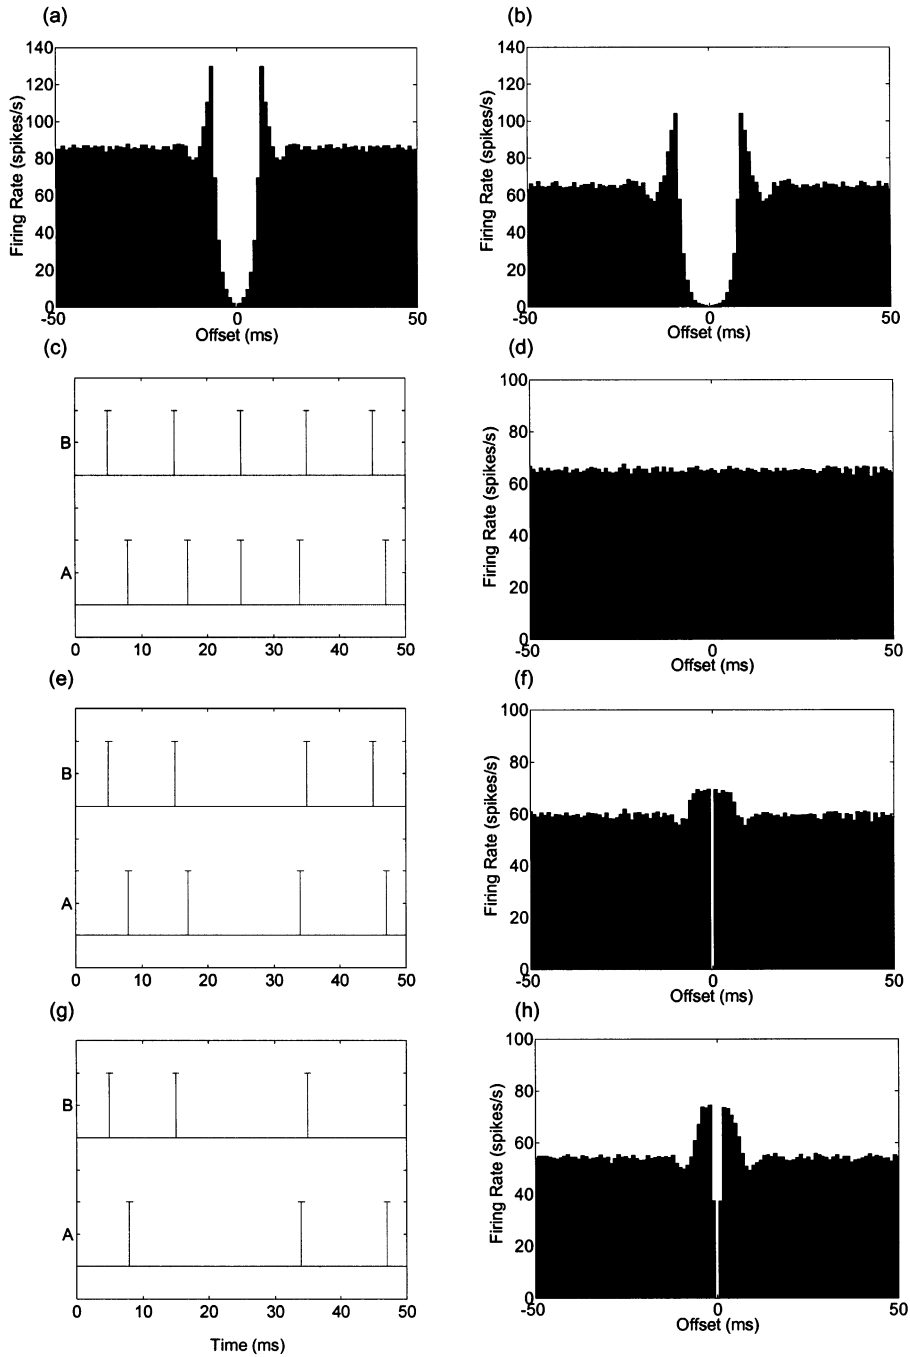 (a)
140
120
100
80
60
40
20
0
Firing Rate (spikes/s)
-50
0
50
Offset (ms)
(b)
140
120
100
80
60
40
20
0
Firing Rate (spikes/s)
-50
0
50
Offset (ms)
(c)
B
A
0 10 20 30 40 50
(d)
100
80
60
40
20
0
Firing Rate (spikes/s)
-50
0
50
Offset (ms)
(e)
B
A
0 10 20 30 40 50
(f)
100
80
60
40
20
0
Firing Rate (spikes/s)
-50
0
50
Offset (ms)
(g)
B
A
0 10 20 30 40 50
Time (ms)
(h)
100
80
60
40
20
0
Firing Rate (spikes/s)
-50
0
50
Offset (ms)